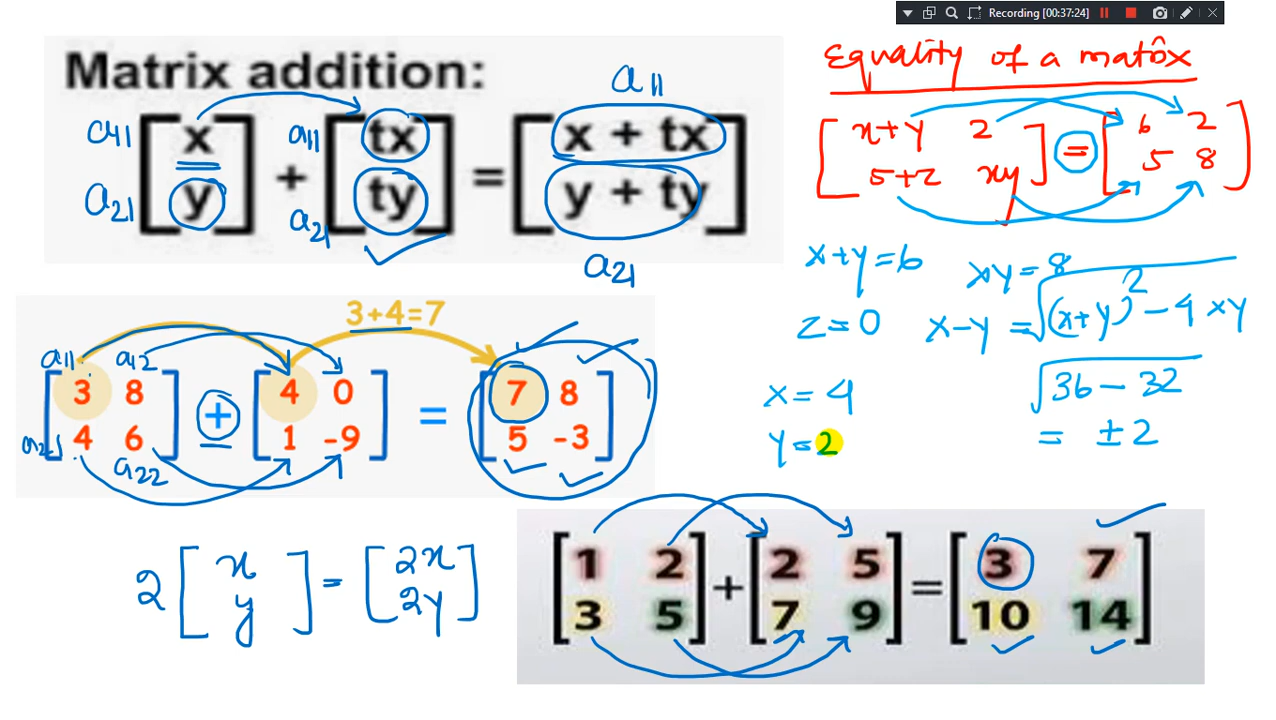 Recording [00:37:24]
Matrix addition:
a11 a11 a11
[x] + [tx] = [x + tx]
[y] [ty] [y + ty]
a21 a21 a21
Equality of a matrix
[x+y 2] = [6 2]
[5+z xy] [5 8]
x+y=6 xy=8
z=0 x-y = √(x+y)² - 4xy
x = 4 √36 - 32
y = 2 = ±2
3+4=7
a11 a12
[3 8] + [4 0] = [7 8]
[4 6] [1 -9] [5 -3]
a21 a22
2 [x] = [2x]
[y] [2y]
[1 2] + [2 5] = [3 7]
[3 5] [7 9] [10 14]